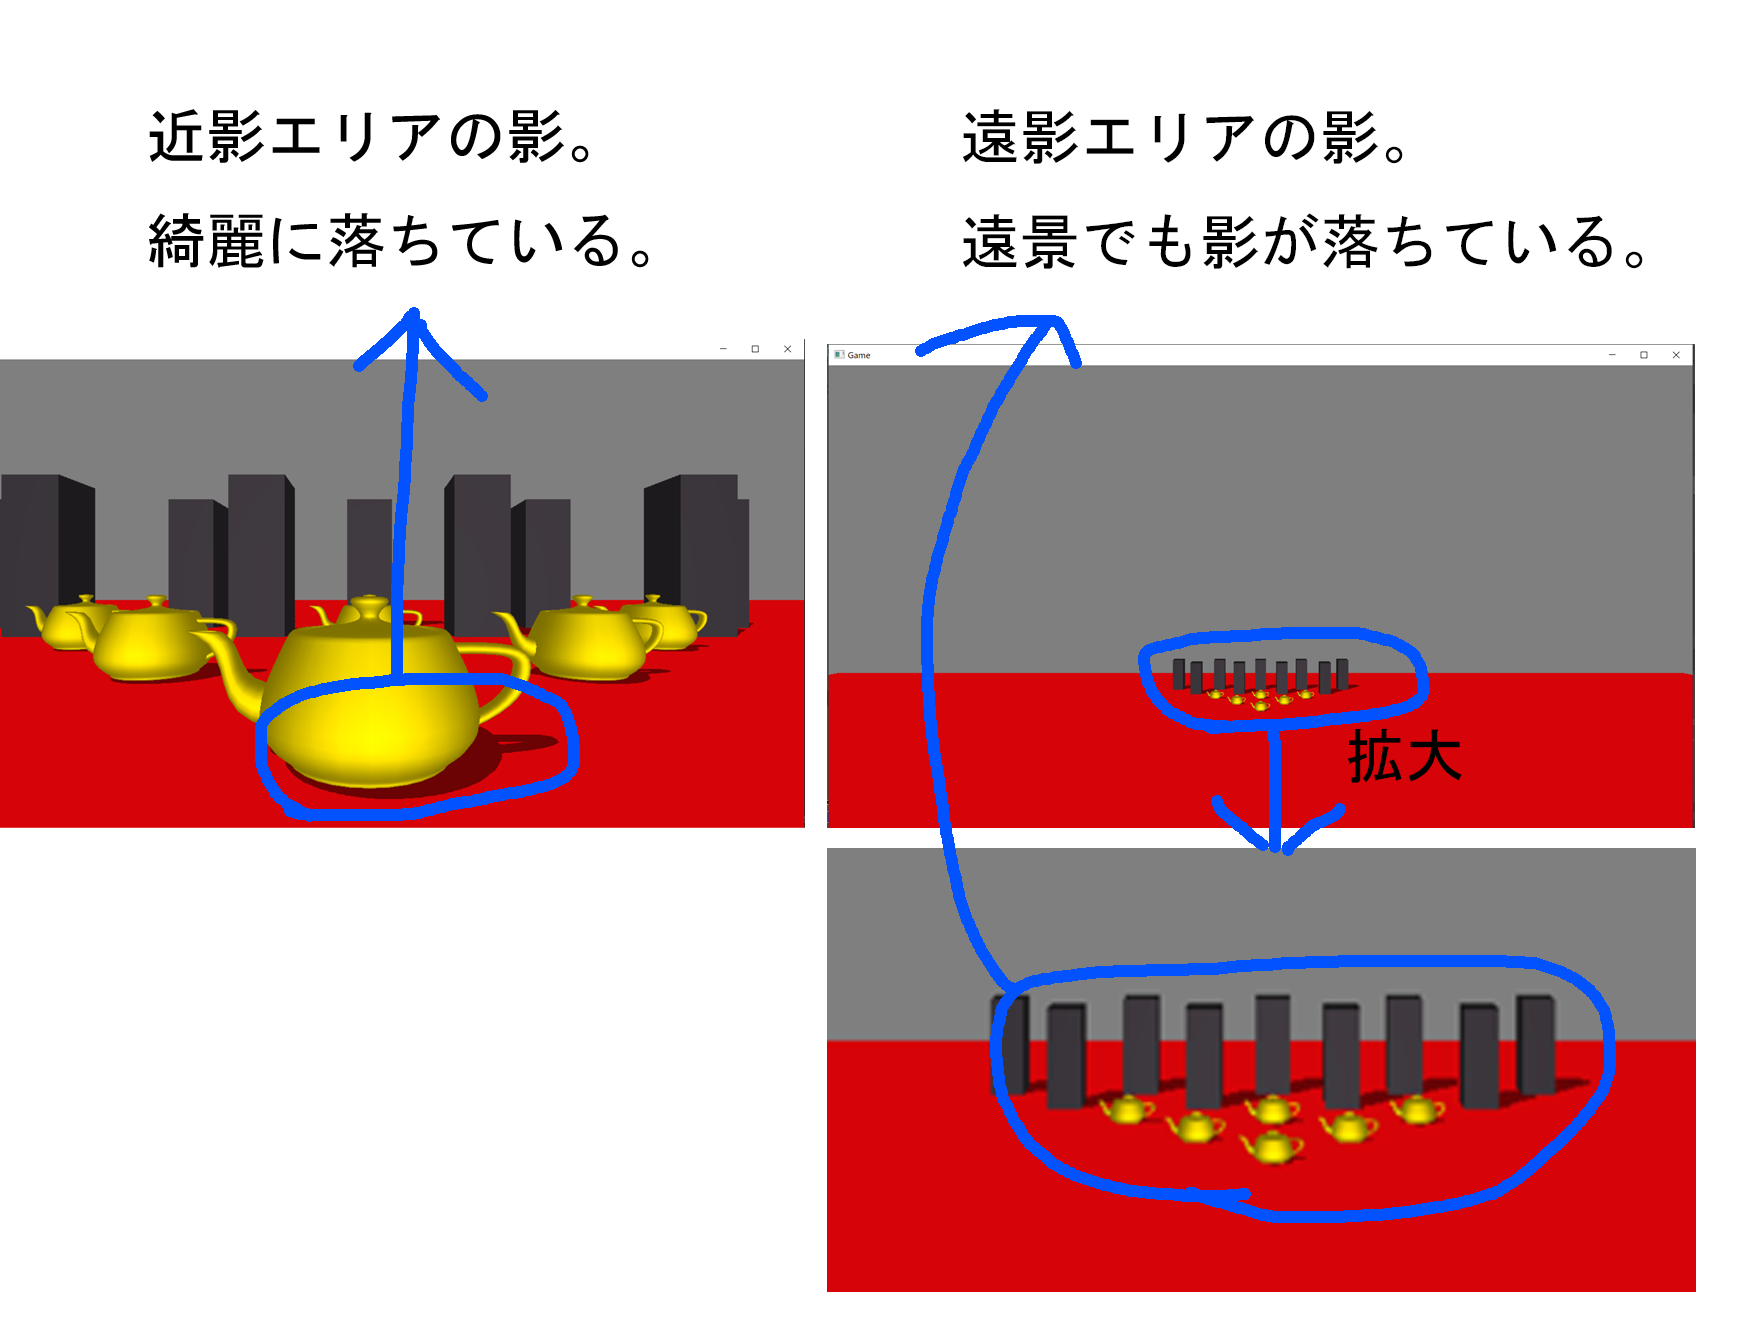 近影エリアの影。
綺麗に落ちている。
遠影エリアの影。
遠景でも影が落ちている。
Game
拡大